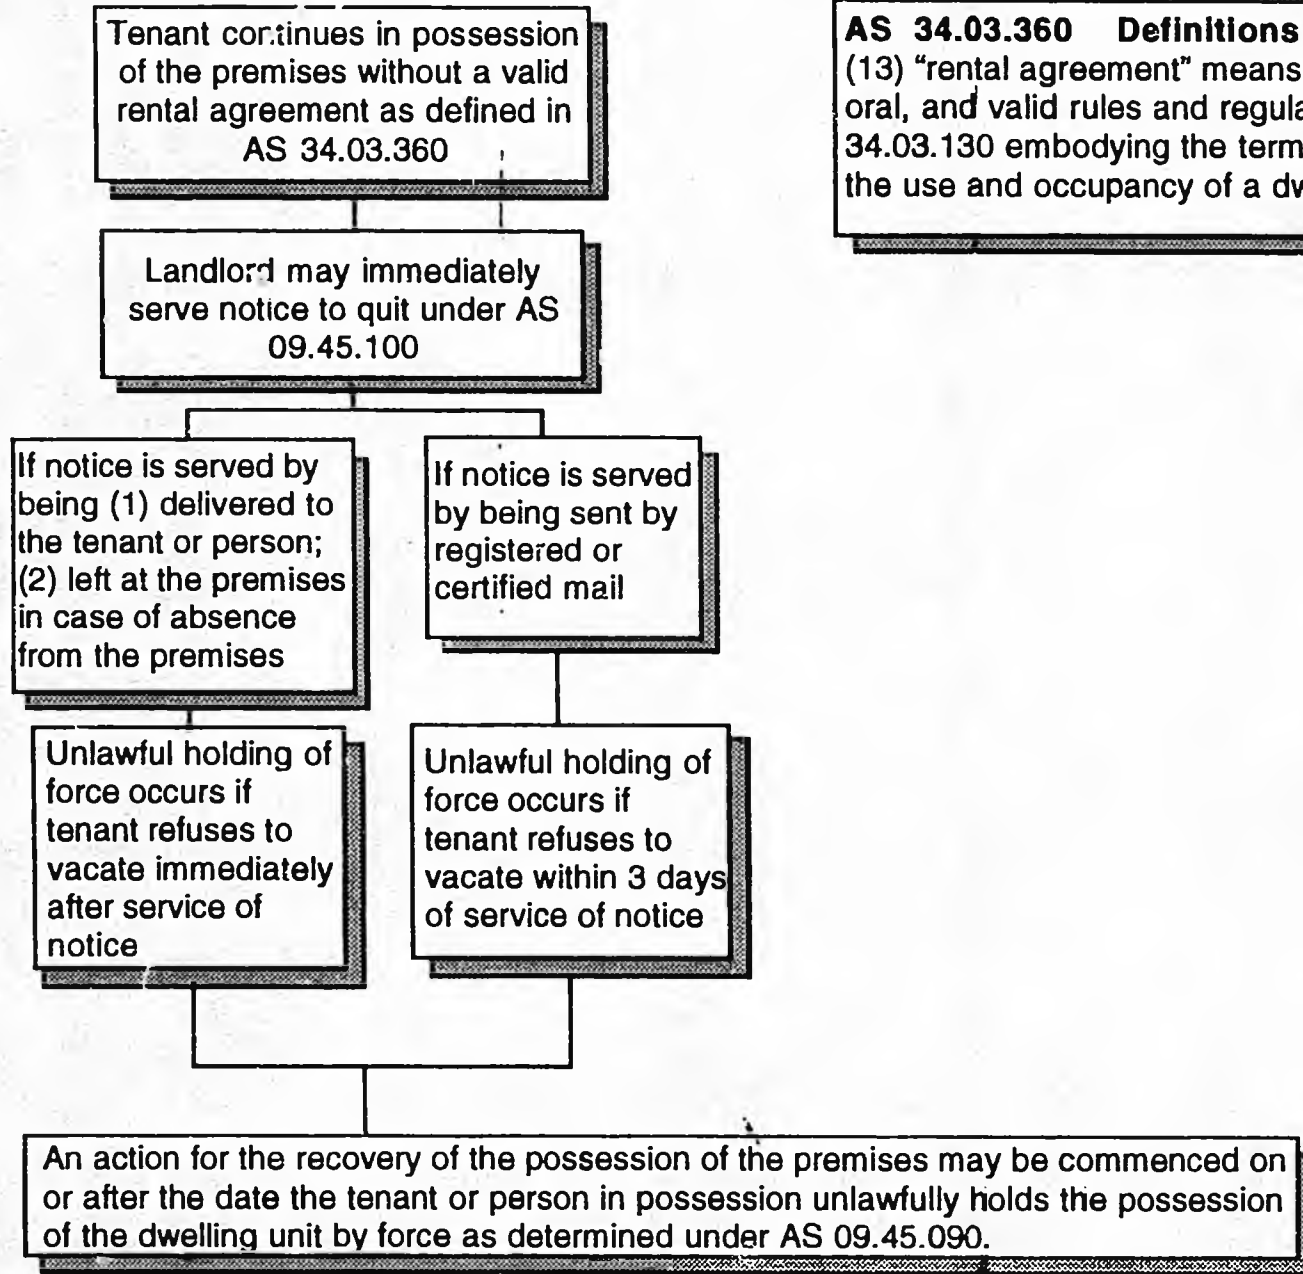 Tenant continues in possession
of the premises without a valid
rental agreement as defined in
AS 34.03.360
AS 34.03.360 Definitions
(13) "rental agreement" means
oral, and valid rules and regula
34.03.130 embodying the term
the use and occupancy of a dw
Landlord may immediately
serve notice to quit under AS
09.45.100
If notice is served by
being (1) delivered to
the tenant or person;
(2) left at the premises
in case of absence
from the premises
If notice is served
by being sent by
registered or
certified mail
Unlawful holding of
force occurs if
tenant refuses to
vacate immediately
after service of
notice
Unlawful holding of
force occurs if
tenant refuses to
vacate within 3 days
of service of notice
An action for the recovery of the possession of the premises may be commenced on
or after the date the tenant or person in possession unlawfully holds the possession
of the dwelling unit by force as determined under AS 09.45.090.